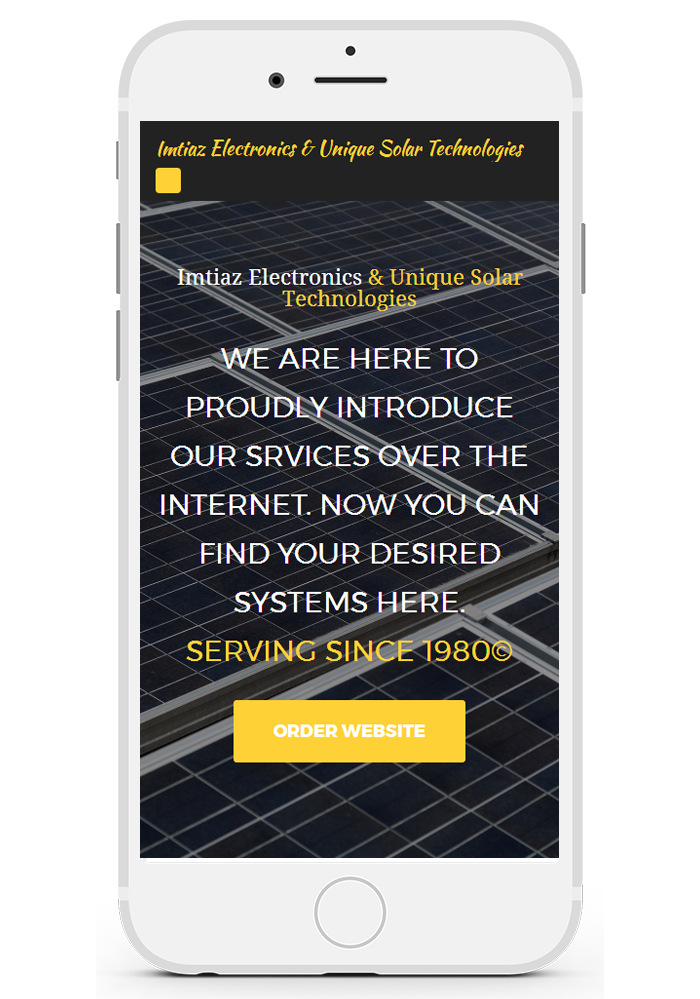 Imtiaz Electronics & Unique Solar Technologies
Imtiaz Electronics & Unique Solar
Technologies
WE ARE HERE TO
PROUDLY INTRODUCE
OUR SRVICES OVER THE
INTERNET. NOW YOU CAN
FIND YOUR DESIRED
SYSTEMS HERE.
SERVING SINCE 1980©
ORDER WEBSITE